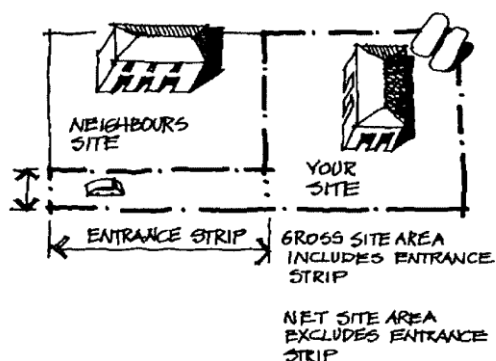 NEIGHBOURS
SITE
YOUR
SITE
ENTRANCE STRIP
GROSS SITE AREA
INCLUDES ENTRANCE
STRIP
NET SITE AREA
EXCLUDES ENTRANCE
STRIP